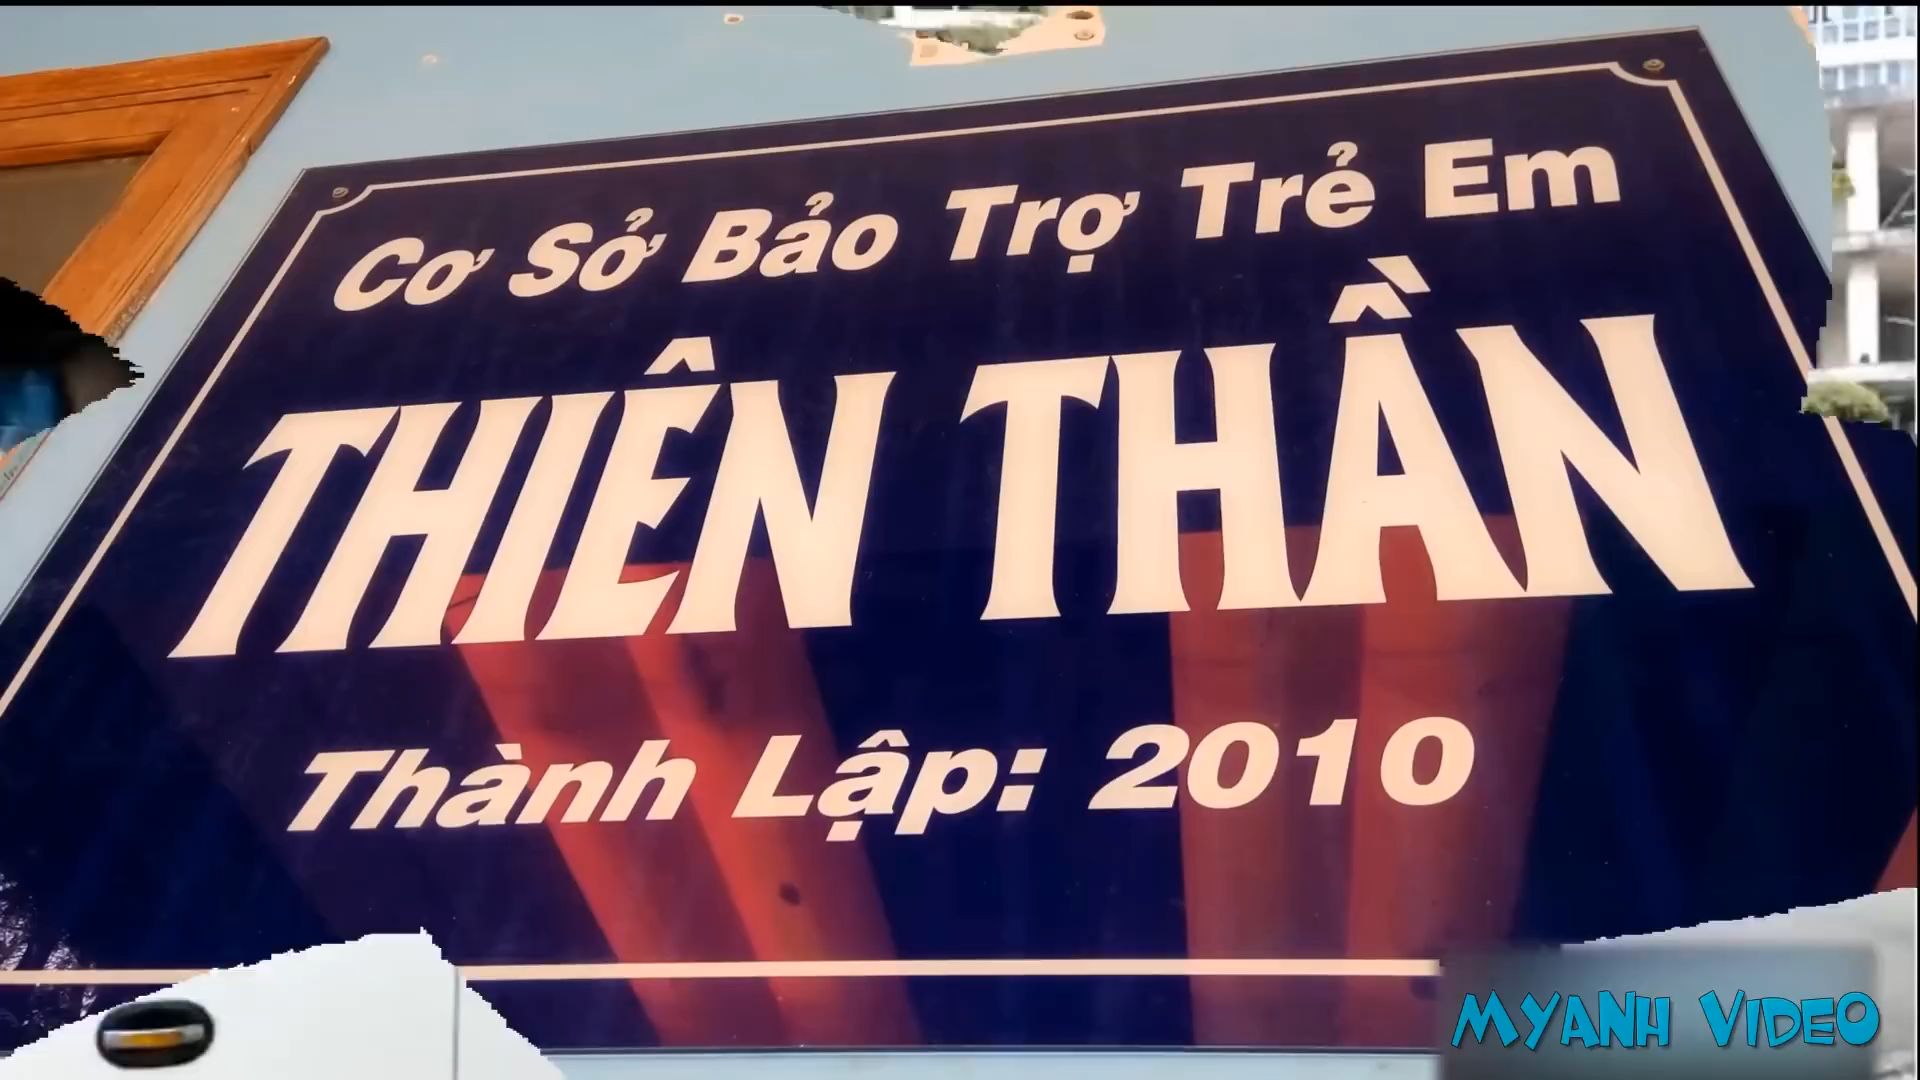 Cơ Sở Bảo Trợ Trẻ Em
THIÊN THẦN
Thành Lập: 2010
MYANH VIDEO